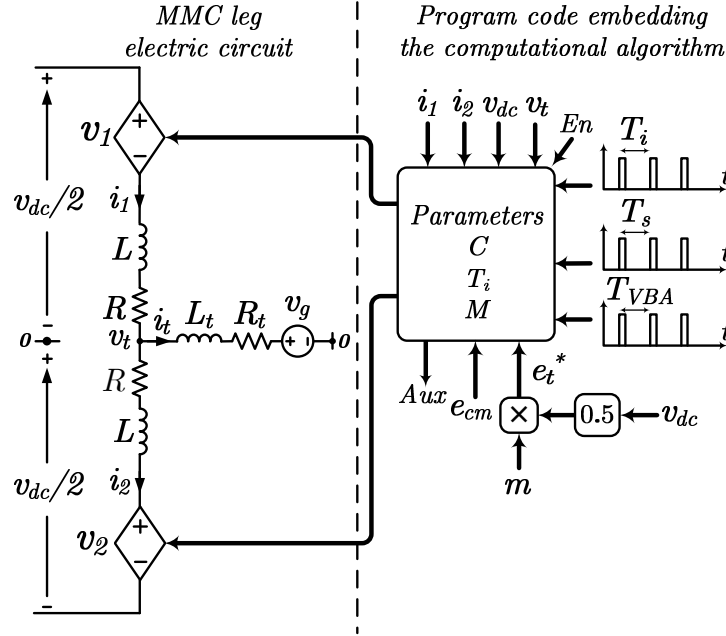 MMC leg
electric circuit
Program code embedding
the computational algorithm
+
v1
+
−
vdc/2
i1
L
R
−
0
vt
it
Lt
Rt
vg
+
−
0
+
R
L
i2
vdc/2
v2
+
−
−
i1 i2 vdc vt
En
Ti
t
Parameters
C
Ti
M
Ts
t
TVBA
t
Aux
ecm
et*
×
0.5
vdc
m